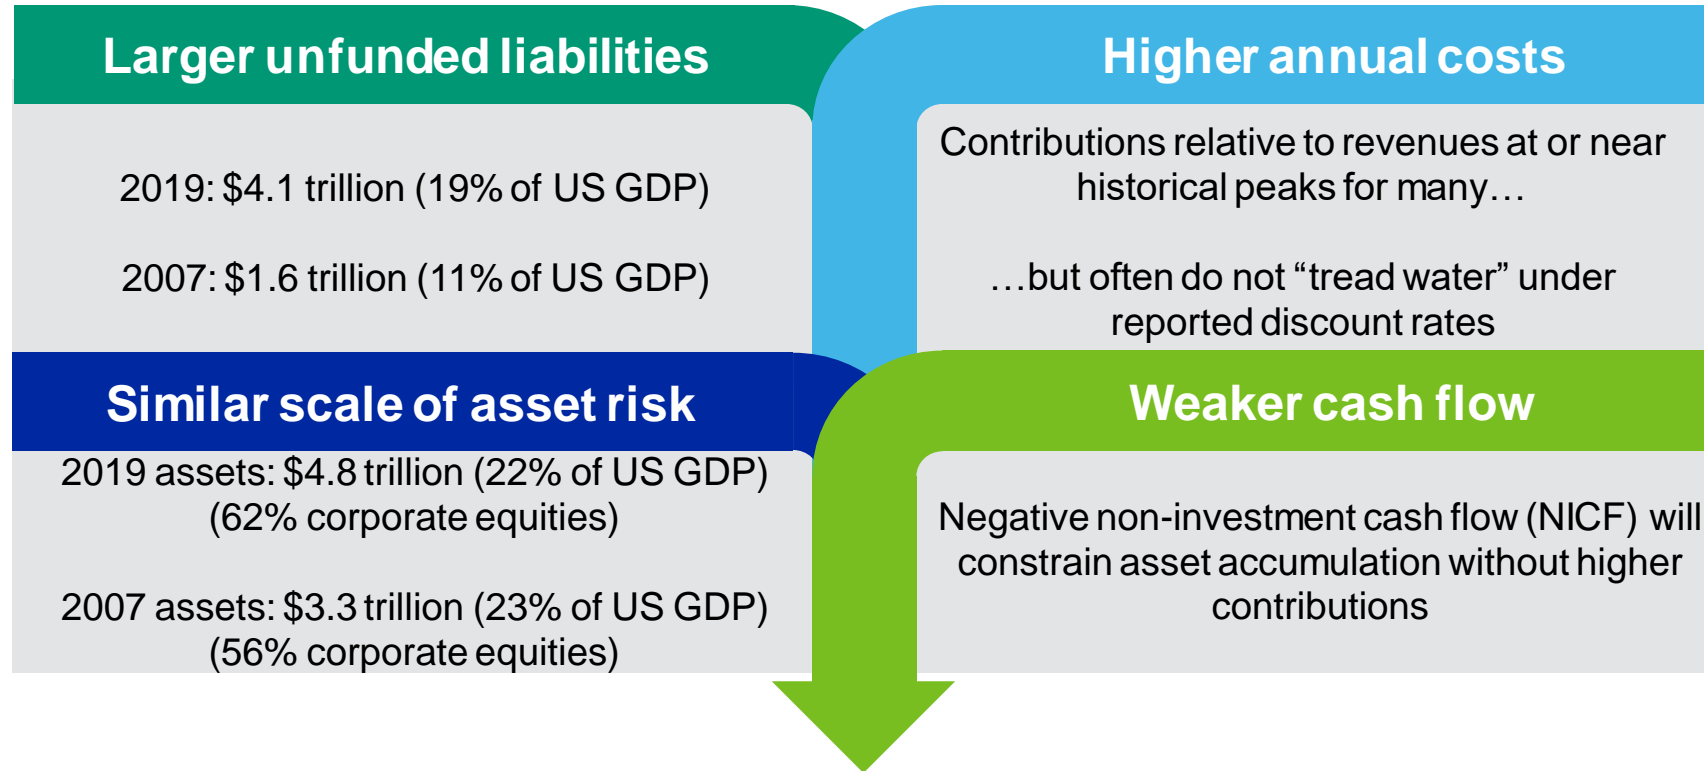 Larger unfunded liabilities
2019: $4.1 trillion (19% of US GDP)
2007: $1.6 trillion (11% of US GDP)
Higher annual costs
Contributions relative to revenues at or near
historical peaks for many…
…but often do not “tread water” under
reported discount rates
Similar scale of asset risk
2019 assets: $4.8 trillion (22% of US GDP)
(62% corporate equities)
2007 assets: $3.3 trillion (23% of US GDP)
(56% corporate equities)
Weaker cash flow
Negative non-investment cash flow (NICF) will
constrain asset accumulation without higher
contributions